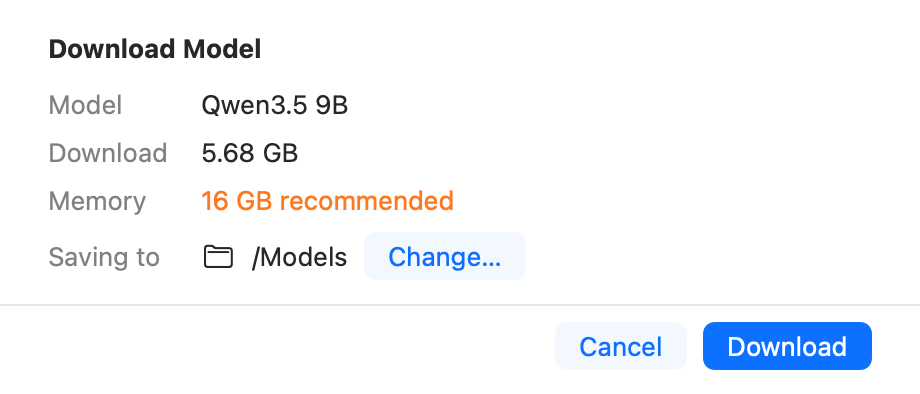 Download Model
Model Qwen3.5 9B
Download 5.68 GB
Memory 16 GB recommended
Saving to /Models Change...
Cancel Download